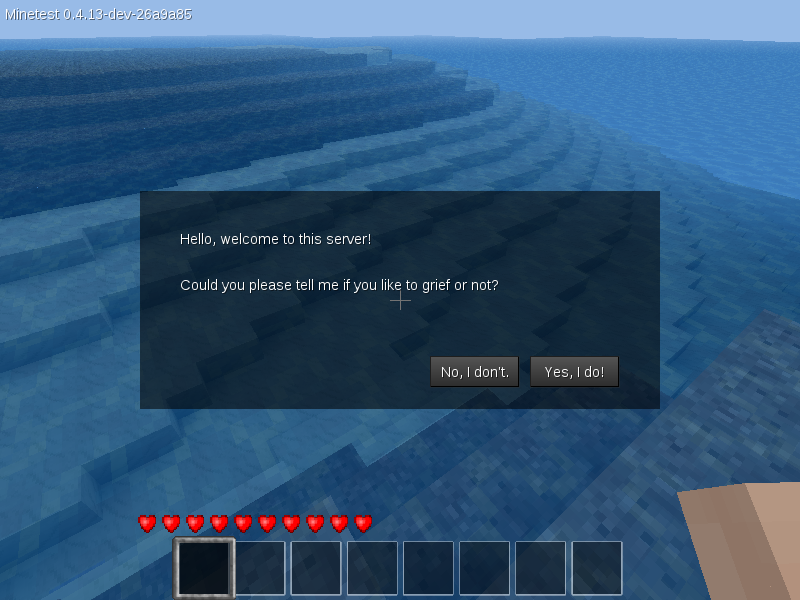 Minetest 0.4.13-dev-26a9a85
Hello, welcome to this server!
Could you please tell me if you like to grief or not?
No, I don't. Yes, I do!